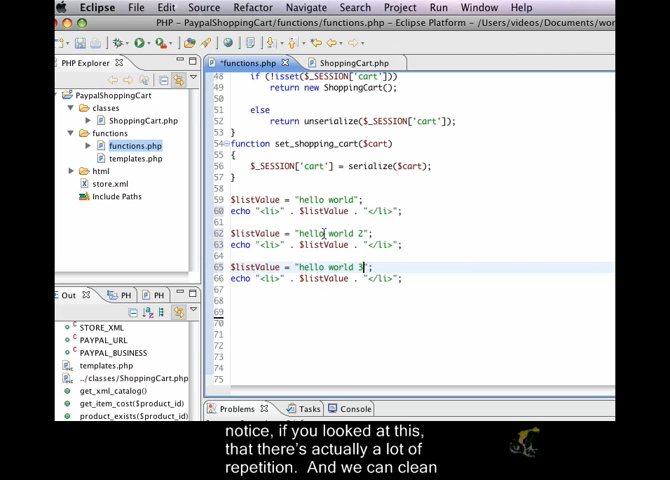 Eclipse File Edit Source Refactor Navigate Search Project Run Window Help
PHP - PaypalShoppingCart/functions/functions.php - Eclipse Platform - /Users/videos/Documents/wor
PHP Explorer
*functions.php ShoppingCart.php
PaypalShoppingCart
classes
ShoppingCart.php
functions
functions.php
templates.php
html
store.xml
Include Paths
48 if (!isset($_SESSION['cart']))
49 return new ShoppingCart();
50
51 else
52 return unserialize($_SESSION['cart']);
53 }
54 function set_shopping_cart($cart)
55 {
56 $_SESSION['cart'] = serialize($cart);
57 }
58
59 $listValue = "hello world";
60 echo "<li>" . $listValue . "</li>";
61
62 $listValue = "hello world 2";
63 echo "<li>" . $listValue . "</li>";
64
65 $listValue = "hello world 3";
66 echo "<li>" . $listValue . "</li>";
67
68
69
70
71
72
73
74
75
Out PH PH
STORE_XML
PAYPAL_URL
PAYPAL_BUSINESS
templates.php
../classes/ShoppingCart.php
get_xml_catalog()
get_item_cost($product_id)
product_exists($product_id)
Problems Tasks Console
notice, if you looked at this,
that there's actually a lot of
repetition. And we can clean